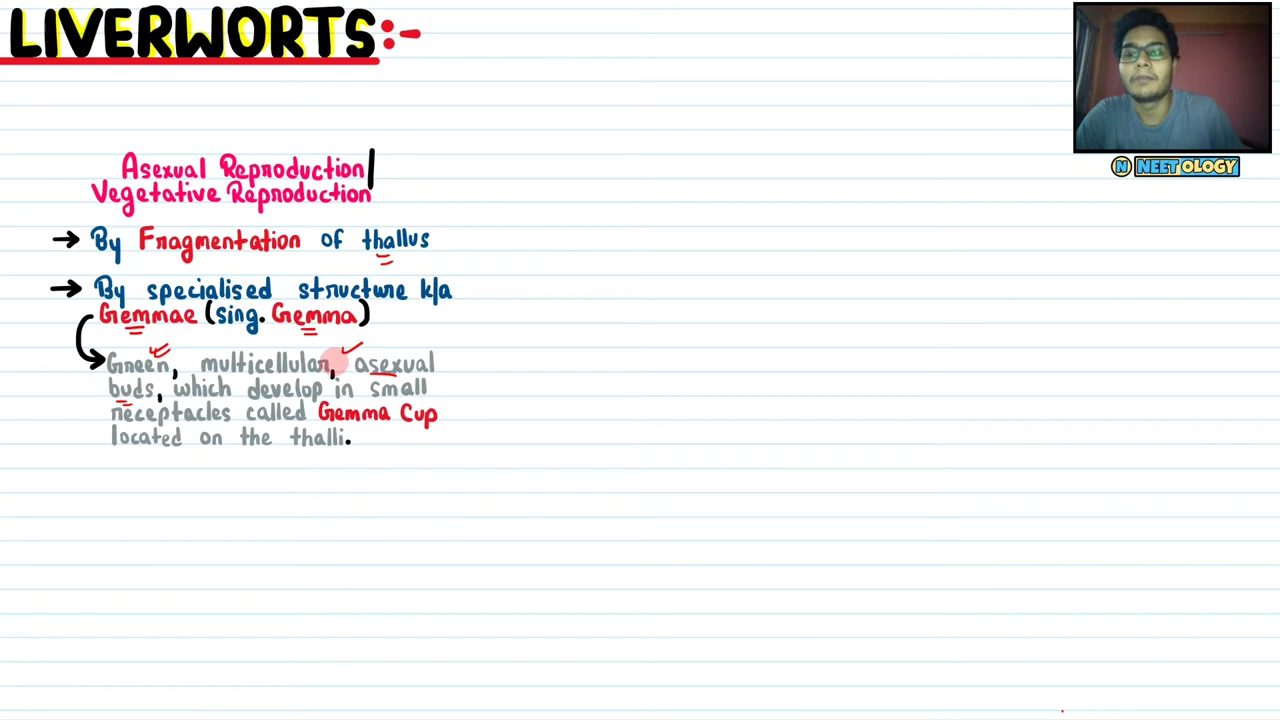 LIVERWORTS:-
N NEETOLOGY
Asexual Reproduction|
Vegetative Reproduction
→ By Fragmentation of thallus
→ By specialised structure k/a
Gemmae (sing. Gemma)
Green, multicellular, asexual
buds, which develop in small
receptacles called Gemma Cup
located on the thalli.